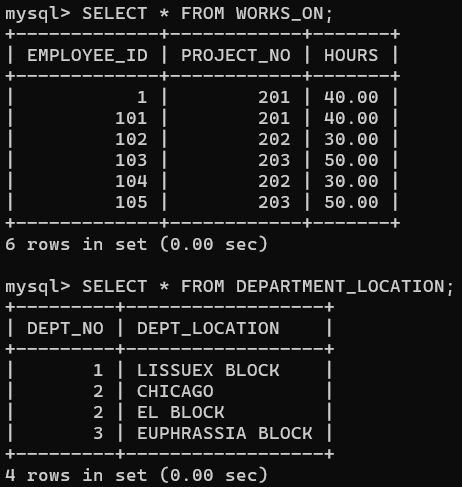 mysql> SELECT * FROM WORKS_ON;
+-------------+------------+-------+
| EMPLOYEE_ID | PROJECT_NO | HOURS |
+-------------+------------+-------+
|           1 |        201 | 40.00 |
|         101 |        201 | 40.00 |
|         102 |        202 | 30.00 |
|         103 |        203 | 50.00 |
|         104 |        202 | 30.00 |
|         105 |        203 | 50.00 |
+-------------+------------+-------+
6 rows in set (0.00 sec)

mysql> SELECT * FROM DEPARTMENT_LOCATION;
+---------+------------------+
| DEPT_NO | DEPT_LOCATION    |
+---------+------------------+
|       1 | LISSUEX BLOCK    |
|       2 | CHICAGO          |
|       2 | EL BLOCK         |
|       3 | EUPHRASSIA BLOCK |
+---------+------------------+
4 rows in set (0.00 sec)